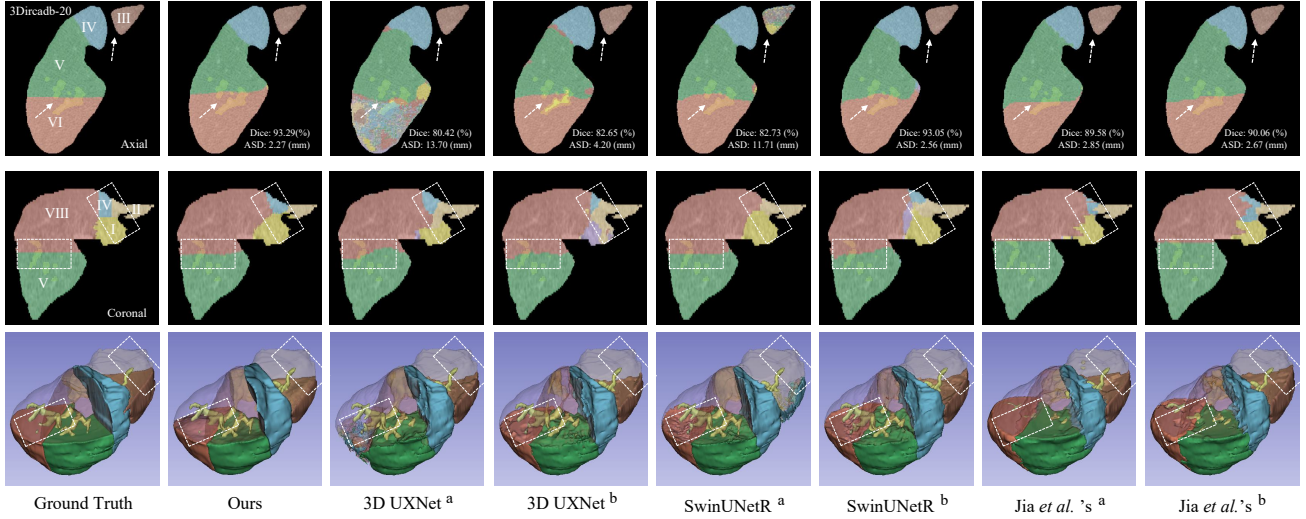 3Dircadb-20
IV
III
V
VI
Axial
Dice: 93.29(%)
ASD: 2.27 (mm)
Dice: 80.42 (%)
ASD: 13.70 (mm)
Dice: 82.65 (%)
ASD: 4.20 (mm)
Dice: 82.73 (%)
ASD: 11.71 (mm)
Dice: 93.05 (%)
ASD: 2.56 (mm)
Dice: 89.58 (%)
ASD: 2.85 (mm)
Dice: 90.06 (%)
ASD: 2.67 (mm)
VIII
IV
II
I
V
Coronal
Ground Truth
Ours
3D UXNet a
3D UXNet b
SwinUNetR a
SwinUNetR b
Jia et al. 's a
Jia et al.'s b